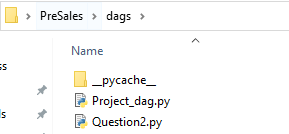 PreSales > dags >
Name
__pycache__
Project_dag.py
Question2.py